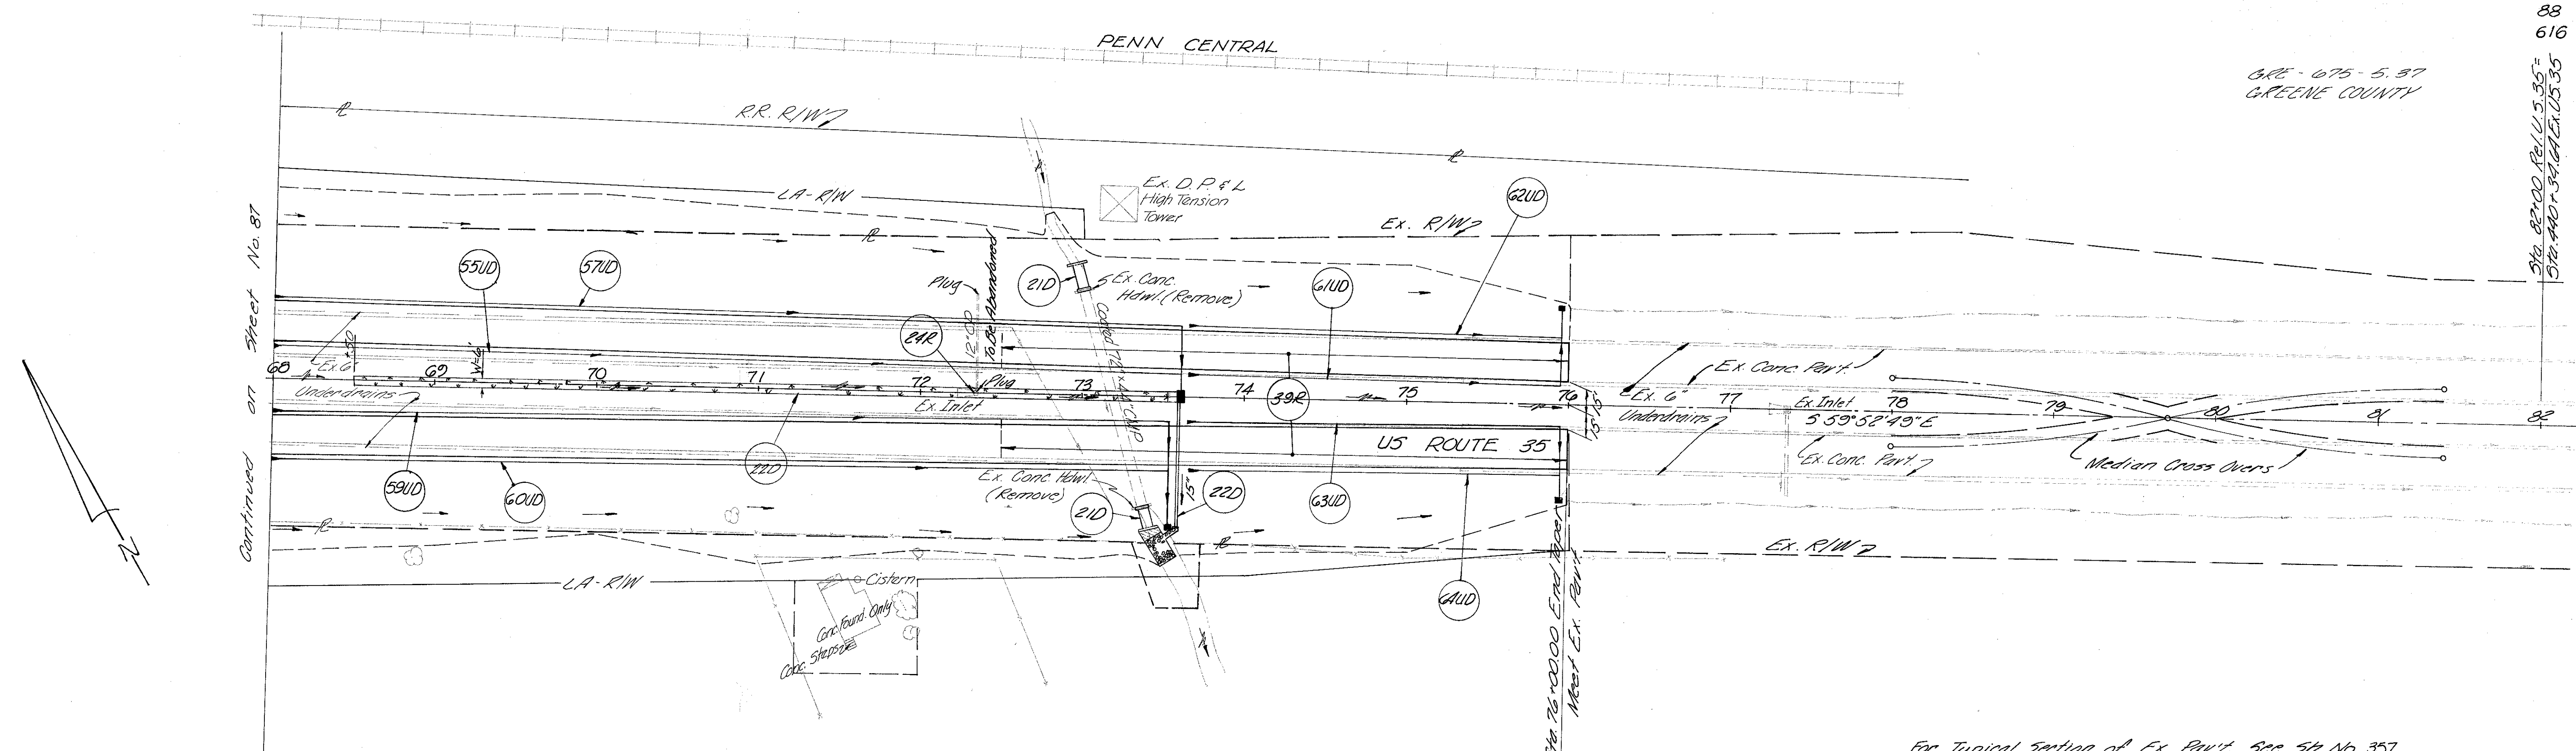 88
616
PENN CENTRAL
GRE - 675 - 5.37
GREENE COUNTY
Sta. 82+00 Rel. U.S. 35 =
Sta. 440+34.64 Ex. U.S. 35
R.R. R/W
LA-R/W
Ex. D.P. & L
High Tension
Tower
62UD
Ex. R/W
Continued on Sheet No. 87
55UD
57UD
Plug
To Be Abandoned
21D
Ex. Conc.
Hdwl. (Remove)
61UD
24R
+50
W=6'
Ex. 6"
Underdrains
68
69
70
71
72
73
74
75
76
77
78
79
80
81
82
Plug
Ex. Inlet
39R
15' 15'
Ex. Conc. Pav't.
Ex. 6"
Underdrains
Ex. Inlet
S 59° 52' 49" E
US ROUTE 35
Ex. Conc. Pav't.
Median Cross Overs
59UD
60UD
22D
Ex. Conc. Hdwl
(Remove)
21D
15"
22D
63UD
64UD
Ex. R/W
LA-R/W
Cistern
Conc. Found. Only
Conc. Steps
Sta. 76+00.00 End Taper
Meet Ex. Pav't.
For Typical Section of Ex. Pav't. See Sh. No. 357